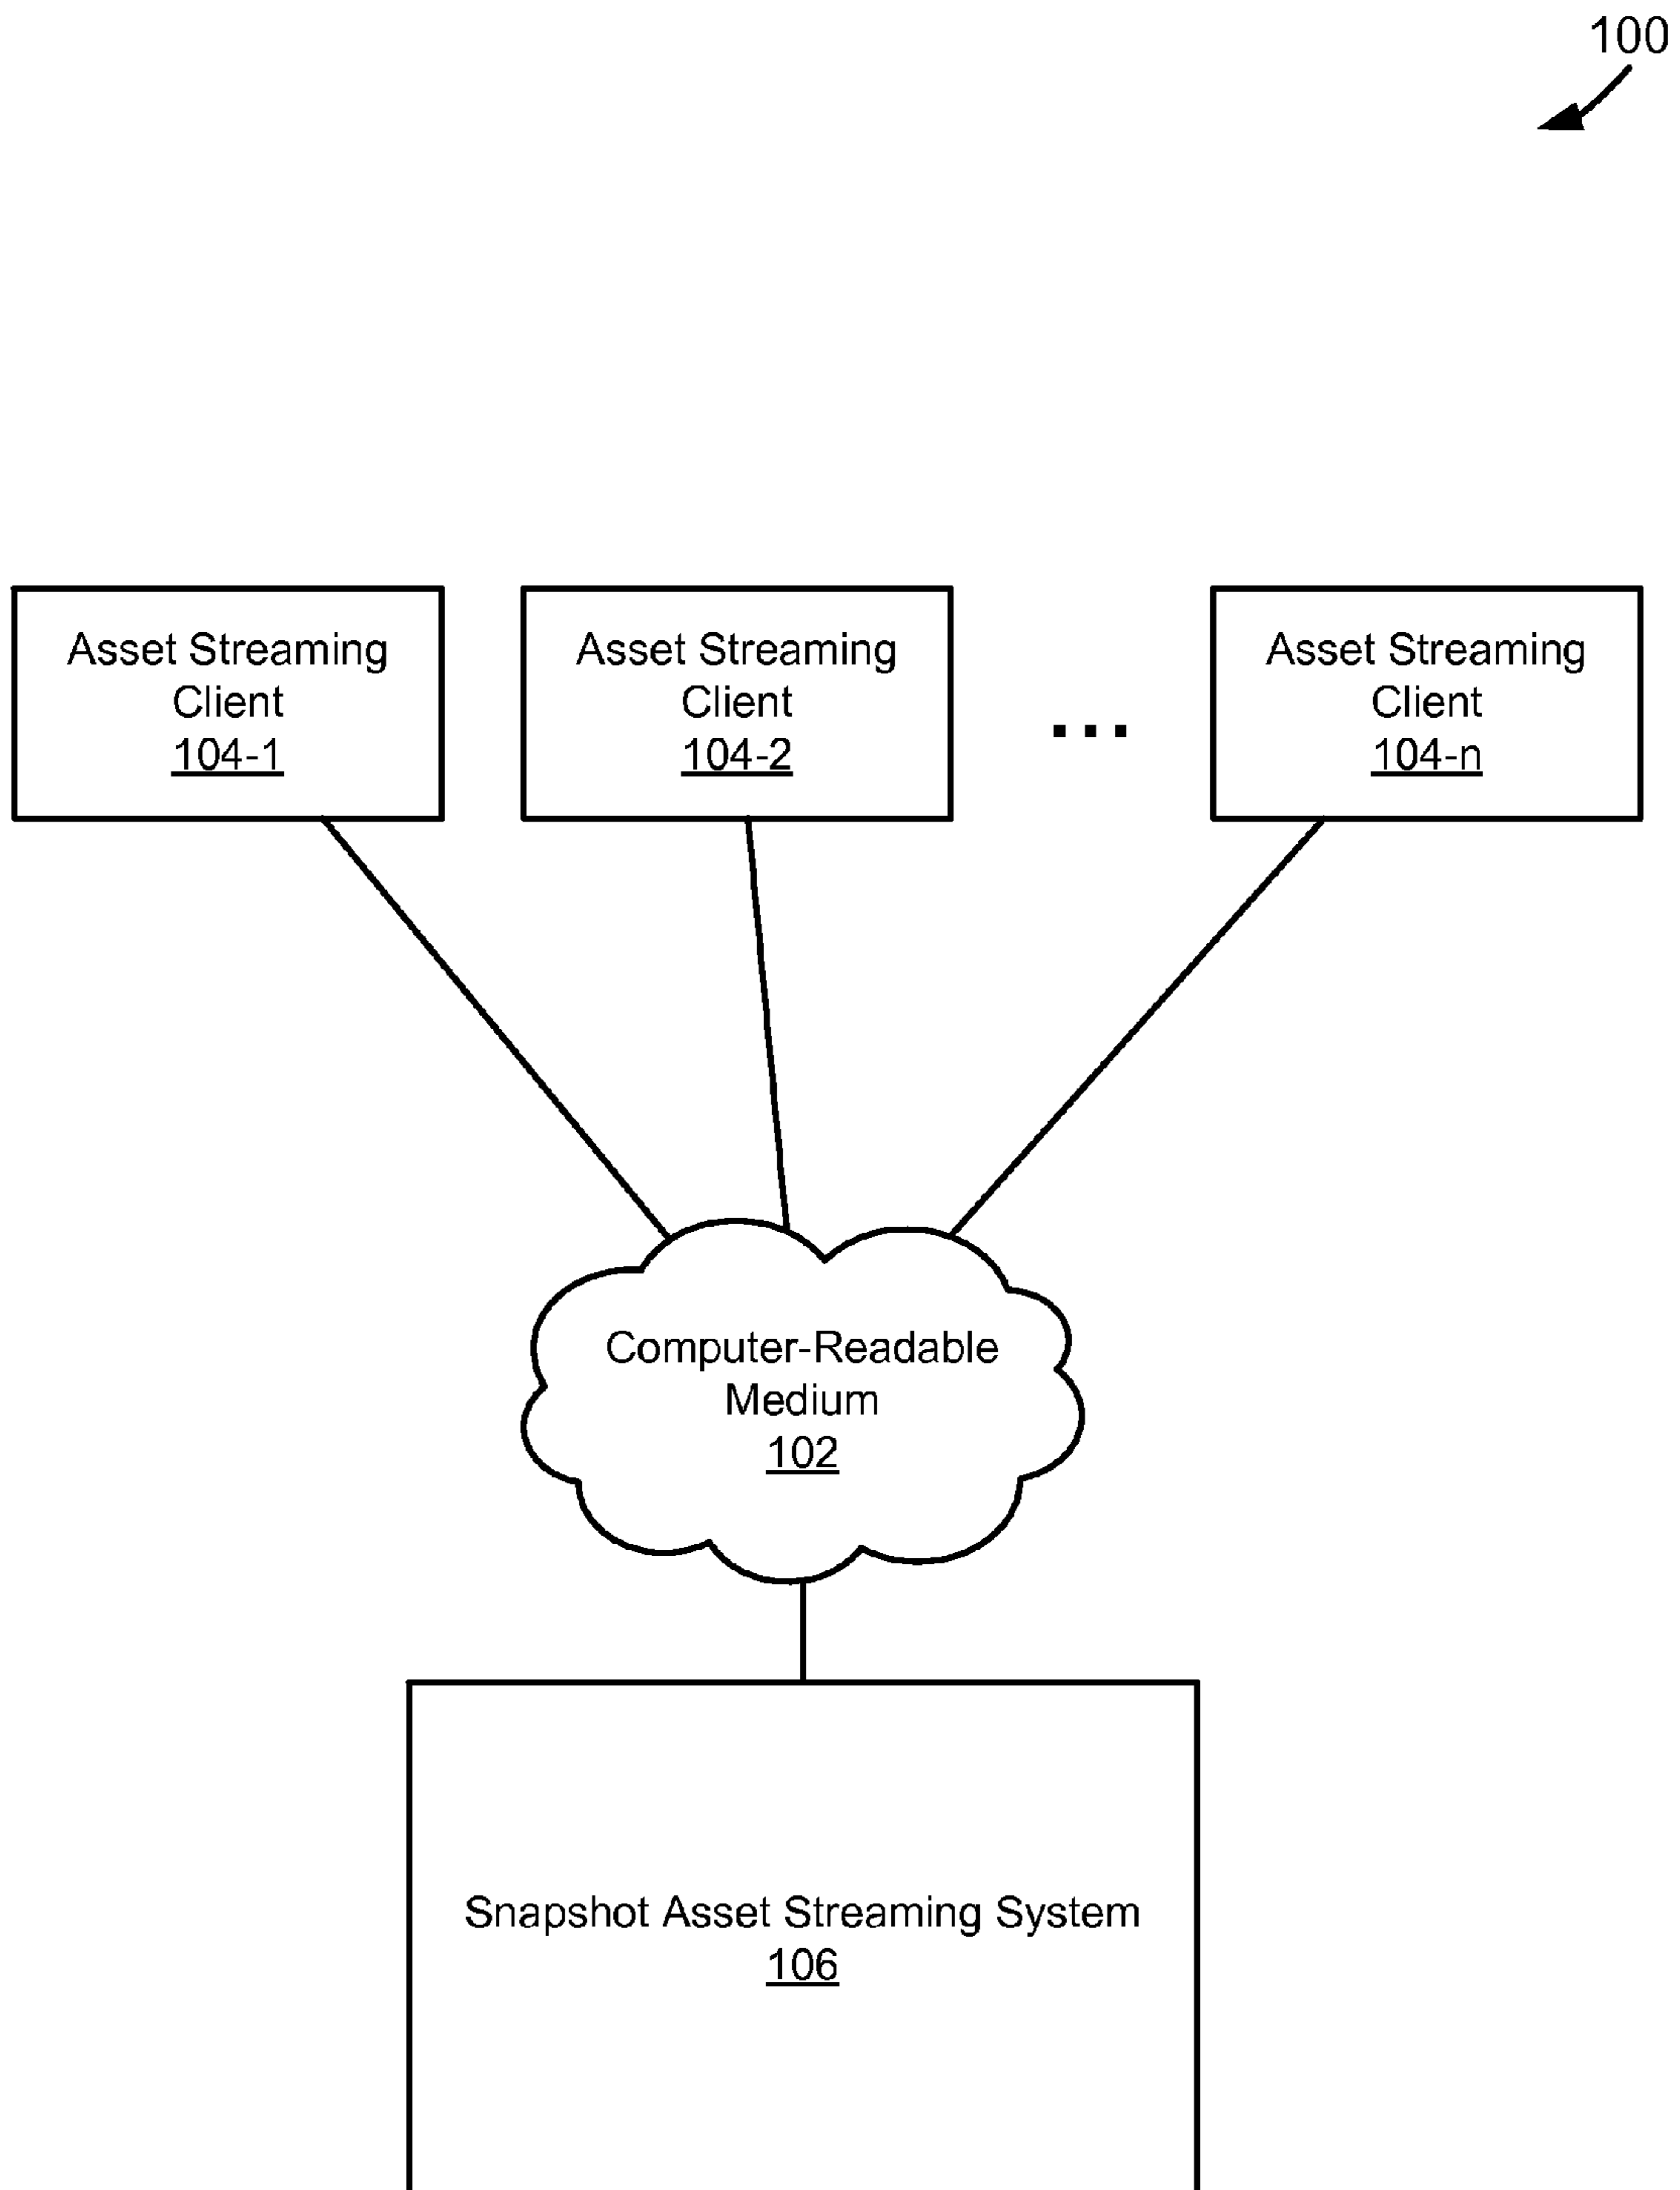 100
Asset Streaming
Client
104-1
Asset Streaming
Client
104-2
...
Asset Streaming
Client
104-n
Computer-Readable
Medium
102
Snapshot Asset Streaming System
106